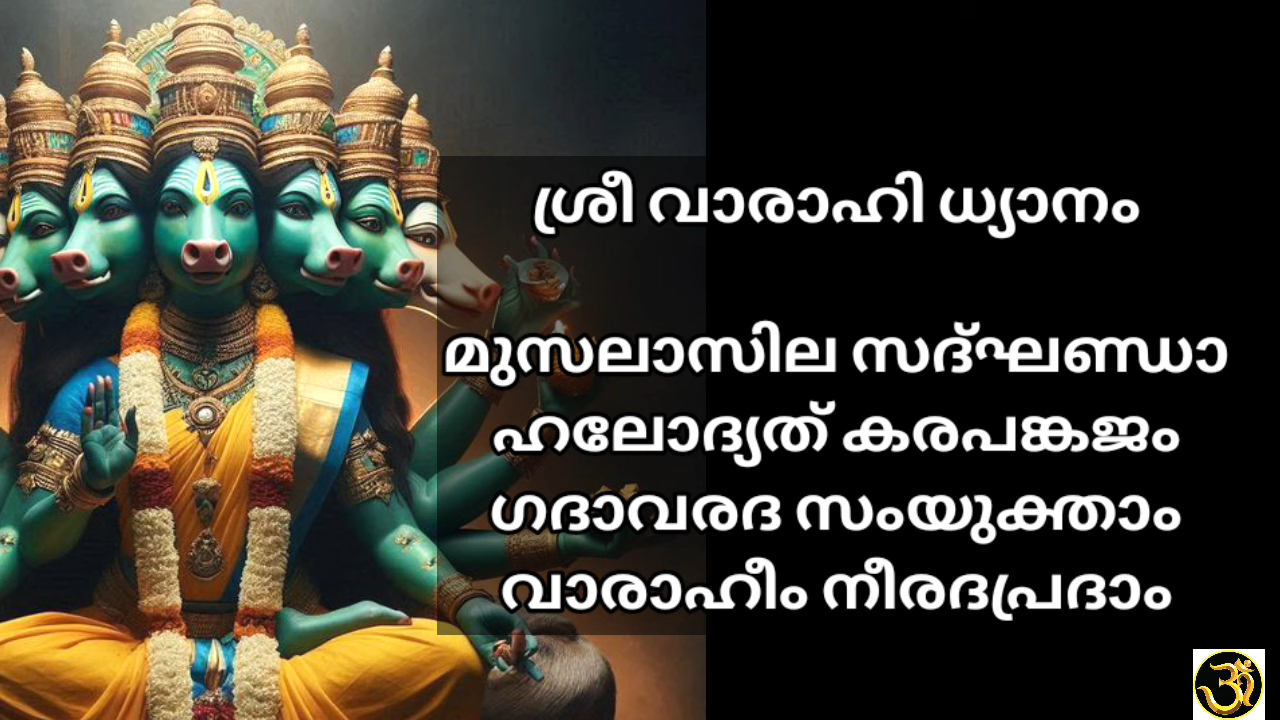 ശ്രീ വാരാഹി ധ്യാനം
മുസലാസില സദ്ഘണ്ഡാ
ഹലോദ്യത് കരപങ്കജം
ഗദാവരദ സംയുക്താം
വാരാഹീം നീരദപ്രദാം
ॐ